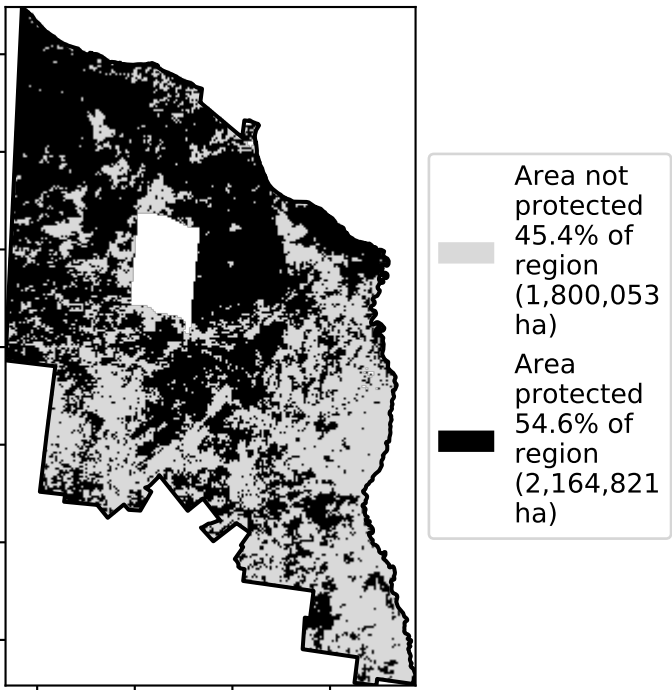 Area not
protected
45.4% of
region
(1,800,053
ha)
Area
protected
54.6% of
region
(2,164,821
ha)